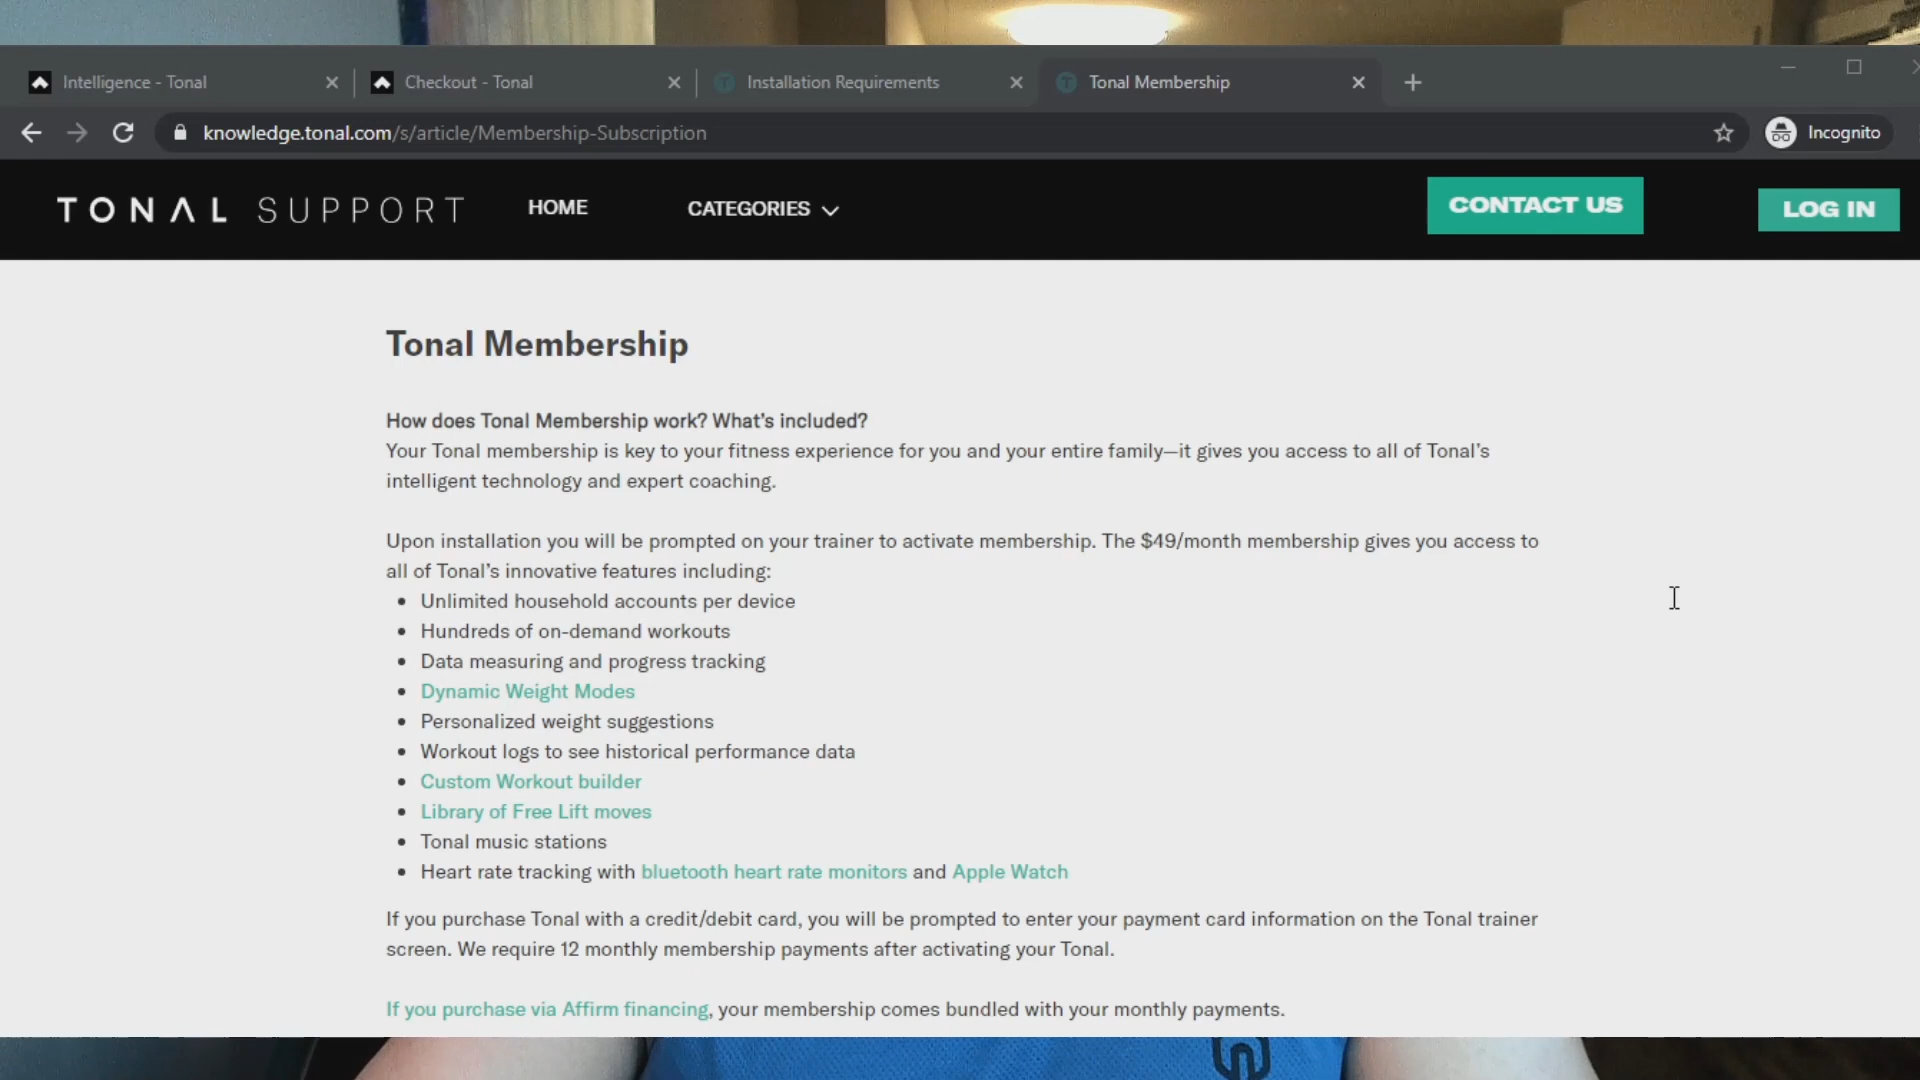 Intelligence - Tonal
Checkout - Tonal
Installation Requirements
Tonal Membership
knowledge.tonal.com/s/article/Membership-Subscription
Incognito
TONAL SUPPORT
HOME
CATEGORIES
CONTACT US
LOG IN
Tonal Membership
How does Tonal Membership work? What's included?
Your Tonal membership is key to your fitness experience for you and your entire family—it gives you access to all of Tonal's
intelligent technology and expert coaching.
Upon installation you will be prompted on your trainer to activate membership. The $49/month membership gives you access to
all of Tonal's innovative features including:
• Unlimited household accounts per device
• Hundreds of on-demand workouts
• Data measuring and progress tracking
• Dynamic Weight Modes
• Personalized weight suggestions
• Workout logs to see historical performance data
• Custom Workout builder
• Library of Free Lift moves
• Tonal music stations
• Heart rate tracking with bluetooth heart rate monitors and Apple Watch
If you purchase Tonal with a credit/debit card, you will be prompted to enter your payment card information on the Tonal trainer
screen. We require 12 monthly membership payments after activating your Tonal.
If you purchase via Affirm financing, your membership comes bundled with your monthly payments.